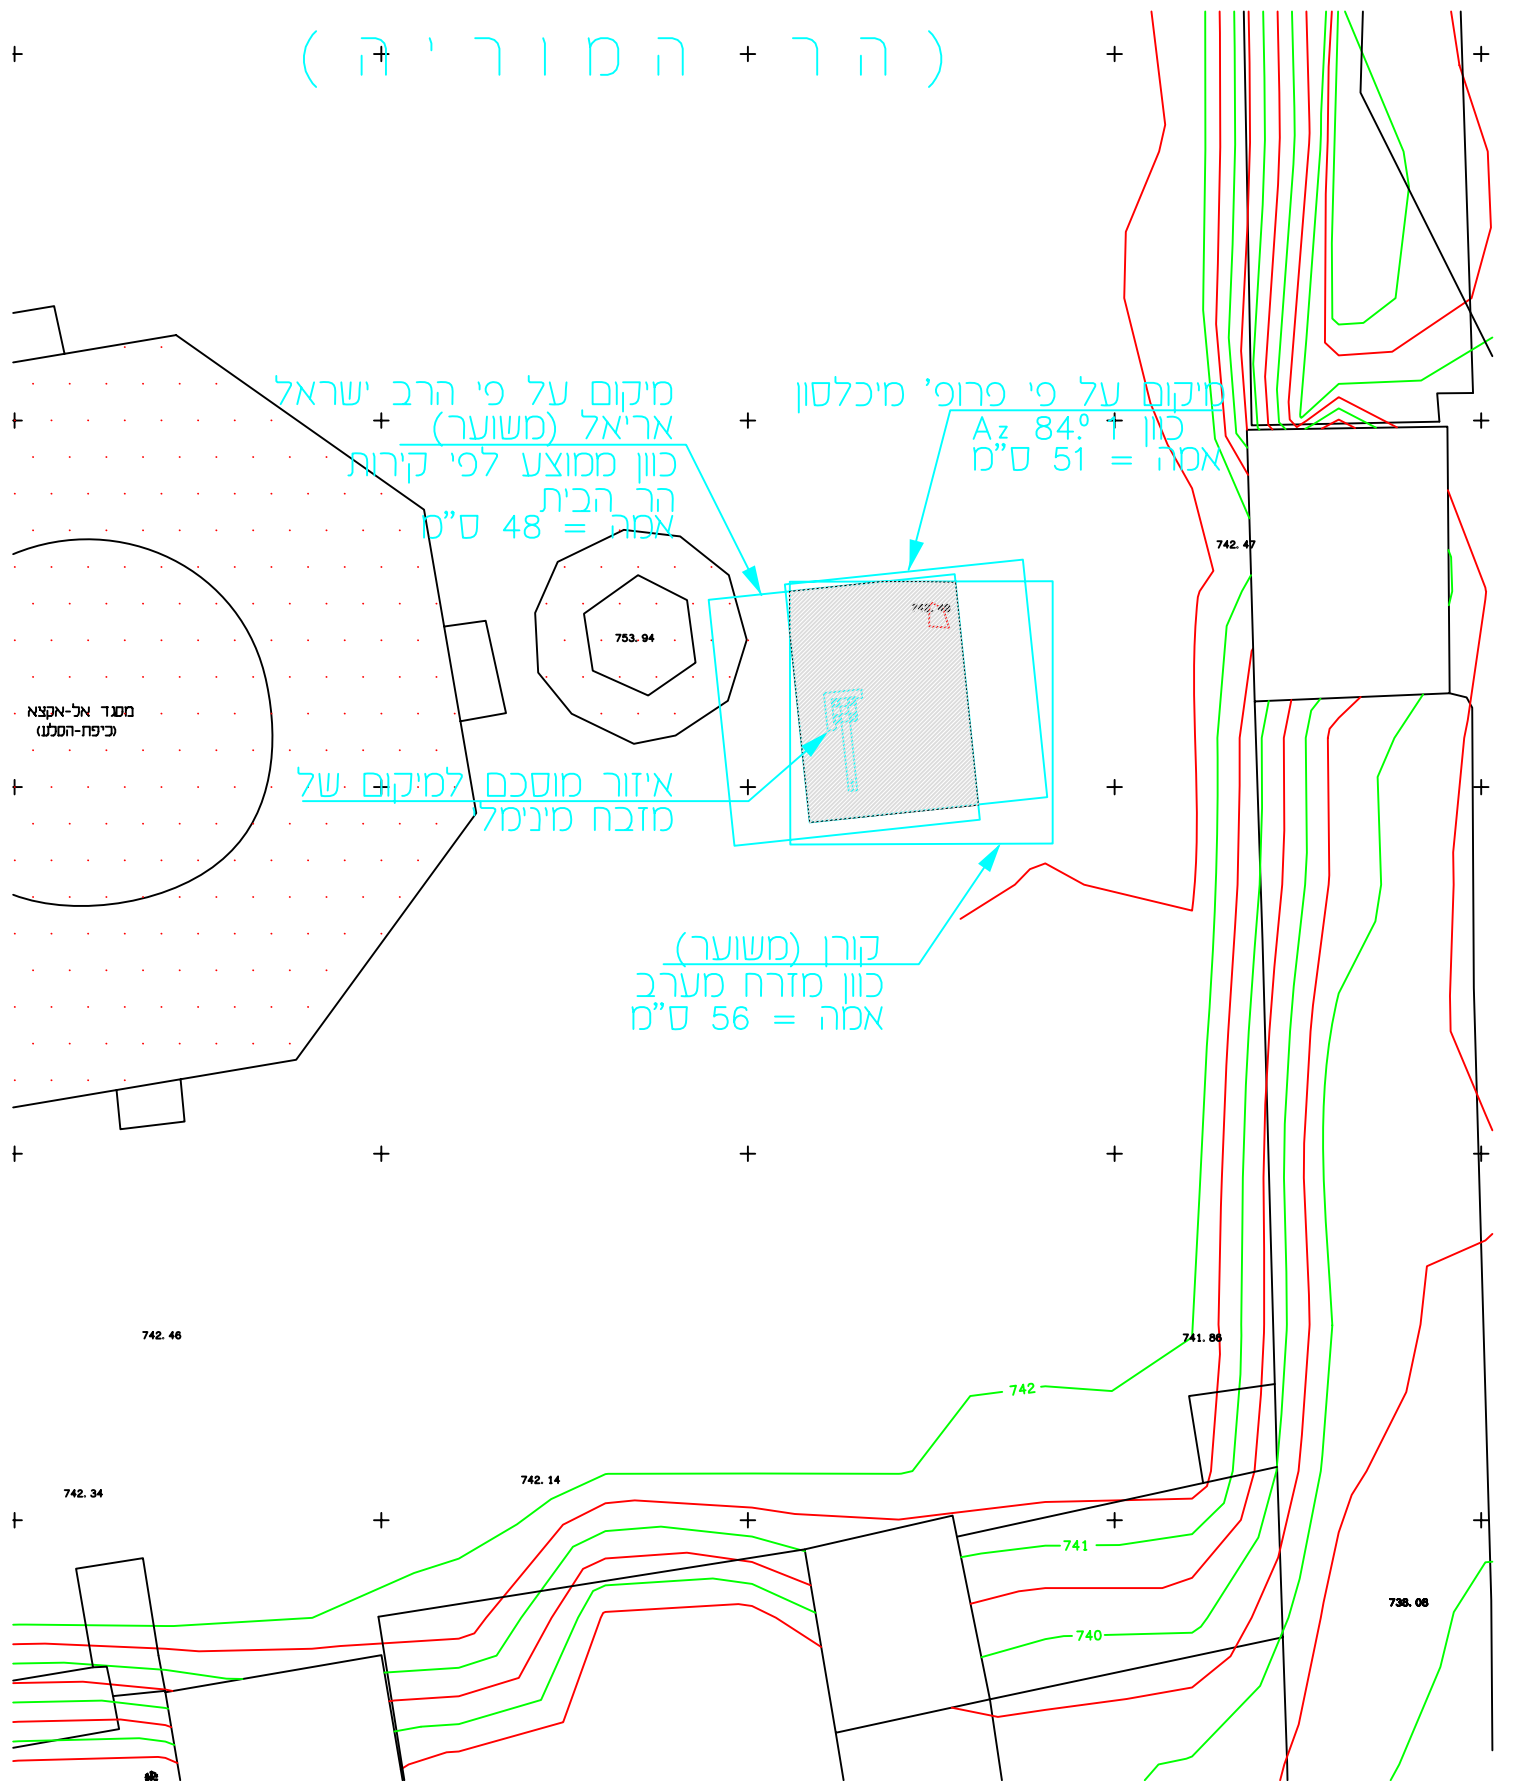 ( הר המוריה )
מיקום על פי הרב ישראל
אריאל (משוער)
כוון ממוצע לפי קירות
הר הבית
אמה = 48 ס"מ
מיקום על פי פרופ' מיכלסון
כוון Az 84.º 1
אמה = 51 ס"מ
742.47
753.94
מסגד אל-אקצא
(כיפת-הסלע)
איזור מוסכם למיקום של
מזבח מינימלי
קורן (משוער)
כוון מזרח מערב
אמה = 56 ס"מ
742.46
741.86
742
742.34
742.14
741
740
738.08